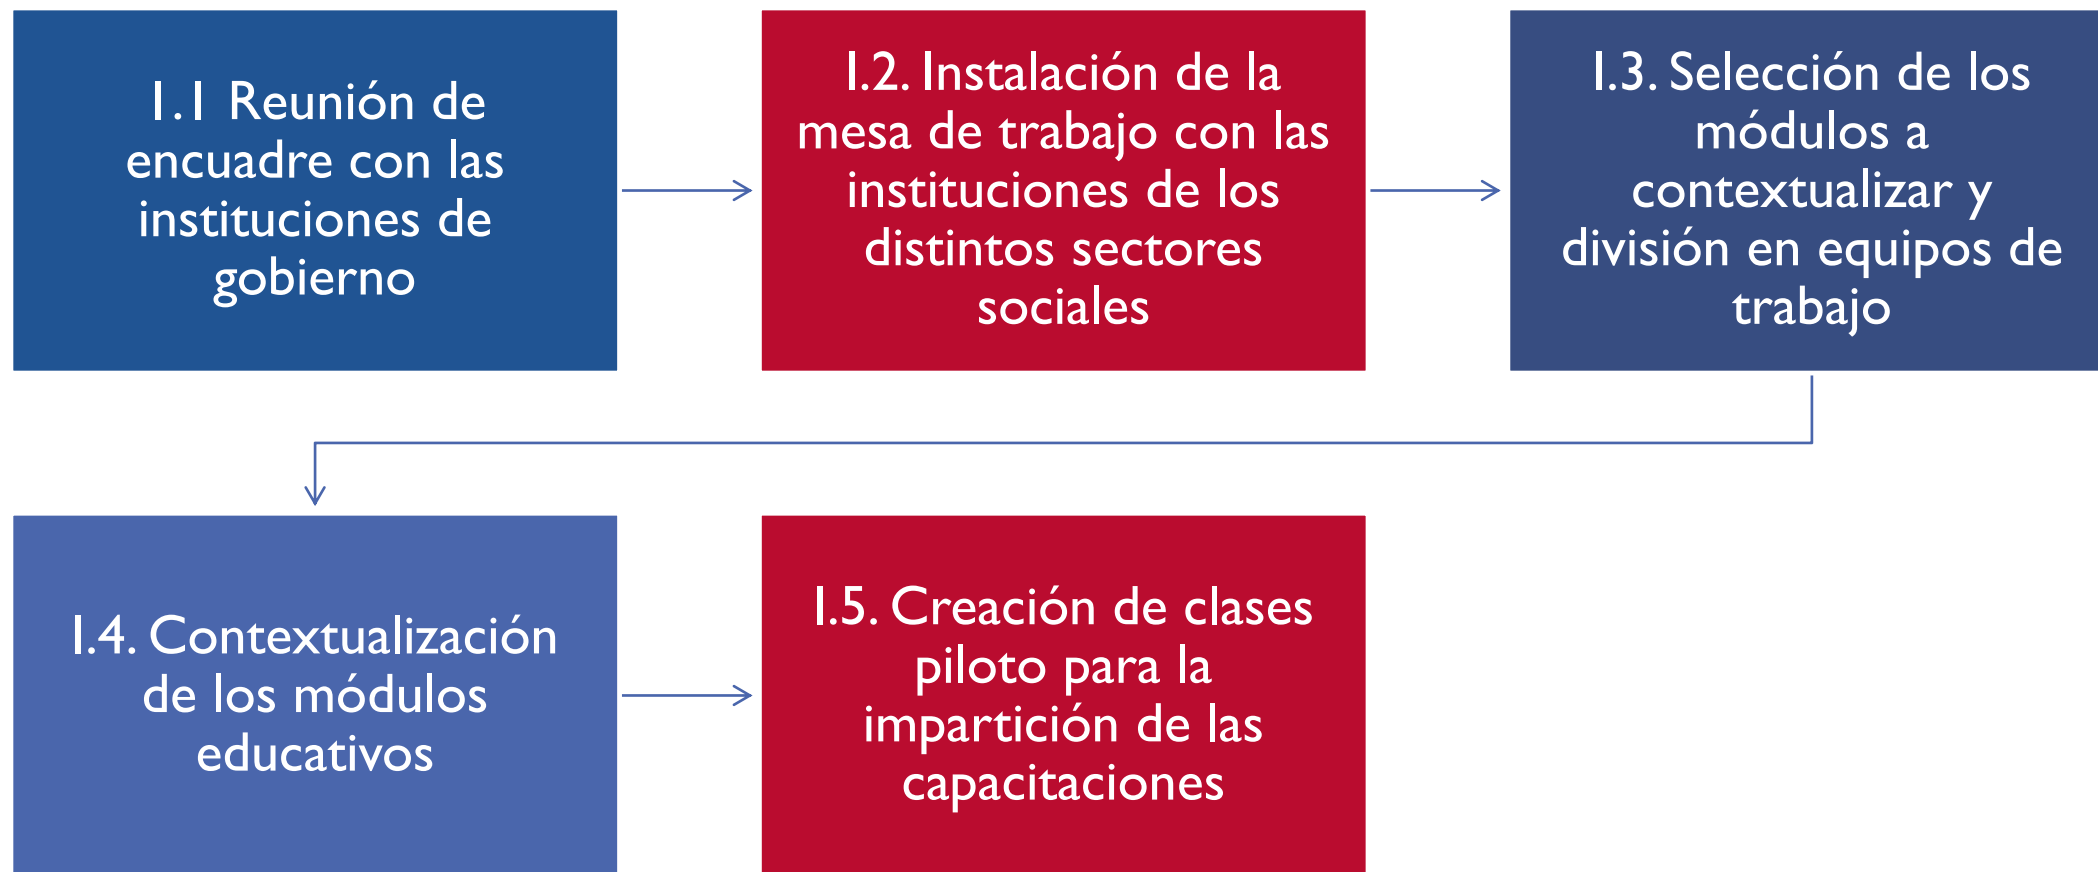 1.1 Reunión de
encuadre con las
instituciones de
gobierno
1.2. Instalación de la
mesa de trabajo con las
instituciones de los
distintos sectores
sociales
1.3. Selección de los
módulos a
contextualizar y
división en equipos de
trabajo
1.4. Contextualización
de los módulos
educativos
1.5. Creación de clases
piloto para la
impartición de las
capacitaciones